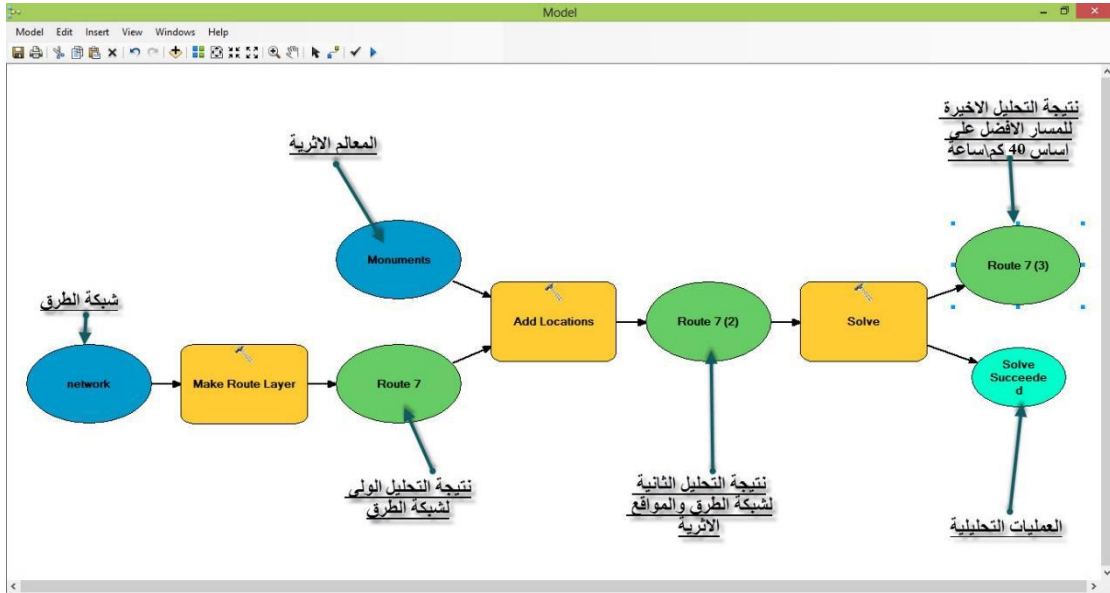 Model
Model Edit Insert View Windows Help
نتيجة التحليل الاخيرة
للمسار الافضل على
اساس 40 كم\ساعة
المعالم الاثرية
Monuments
Route 7 (3)
شبكة الطرق
Add Locations
Route 7 (2)
Solve
network
Make Route Layer
Route 7
Solve
Succeede
d
نتيجة التحليل الولى
لشبكة الطرق
نتيجة التحليل الثانية
لشبكة الطرق والمواقع
الاثرية
العمليات التحليلية